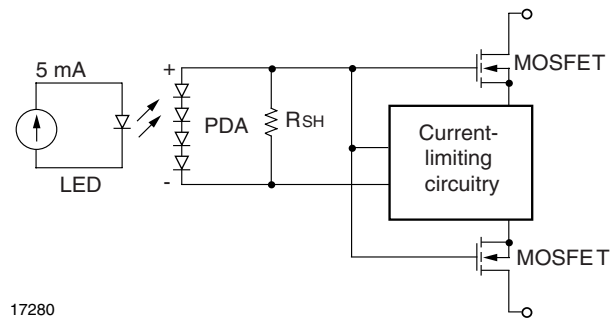 5 mA
LED
+
PDA
-
RSH
MOSFET
Current-
limiting
circuitry
MOSFET
17280